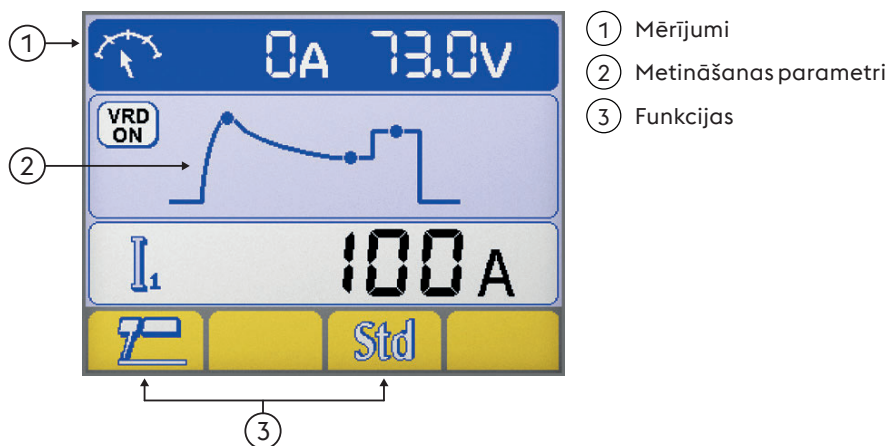 1
0A 73.0V
VRD
ON
2
I1
100A
Std
3
1 Mērījumi
2 Metināšanas parametri
3 Funkcijas